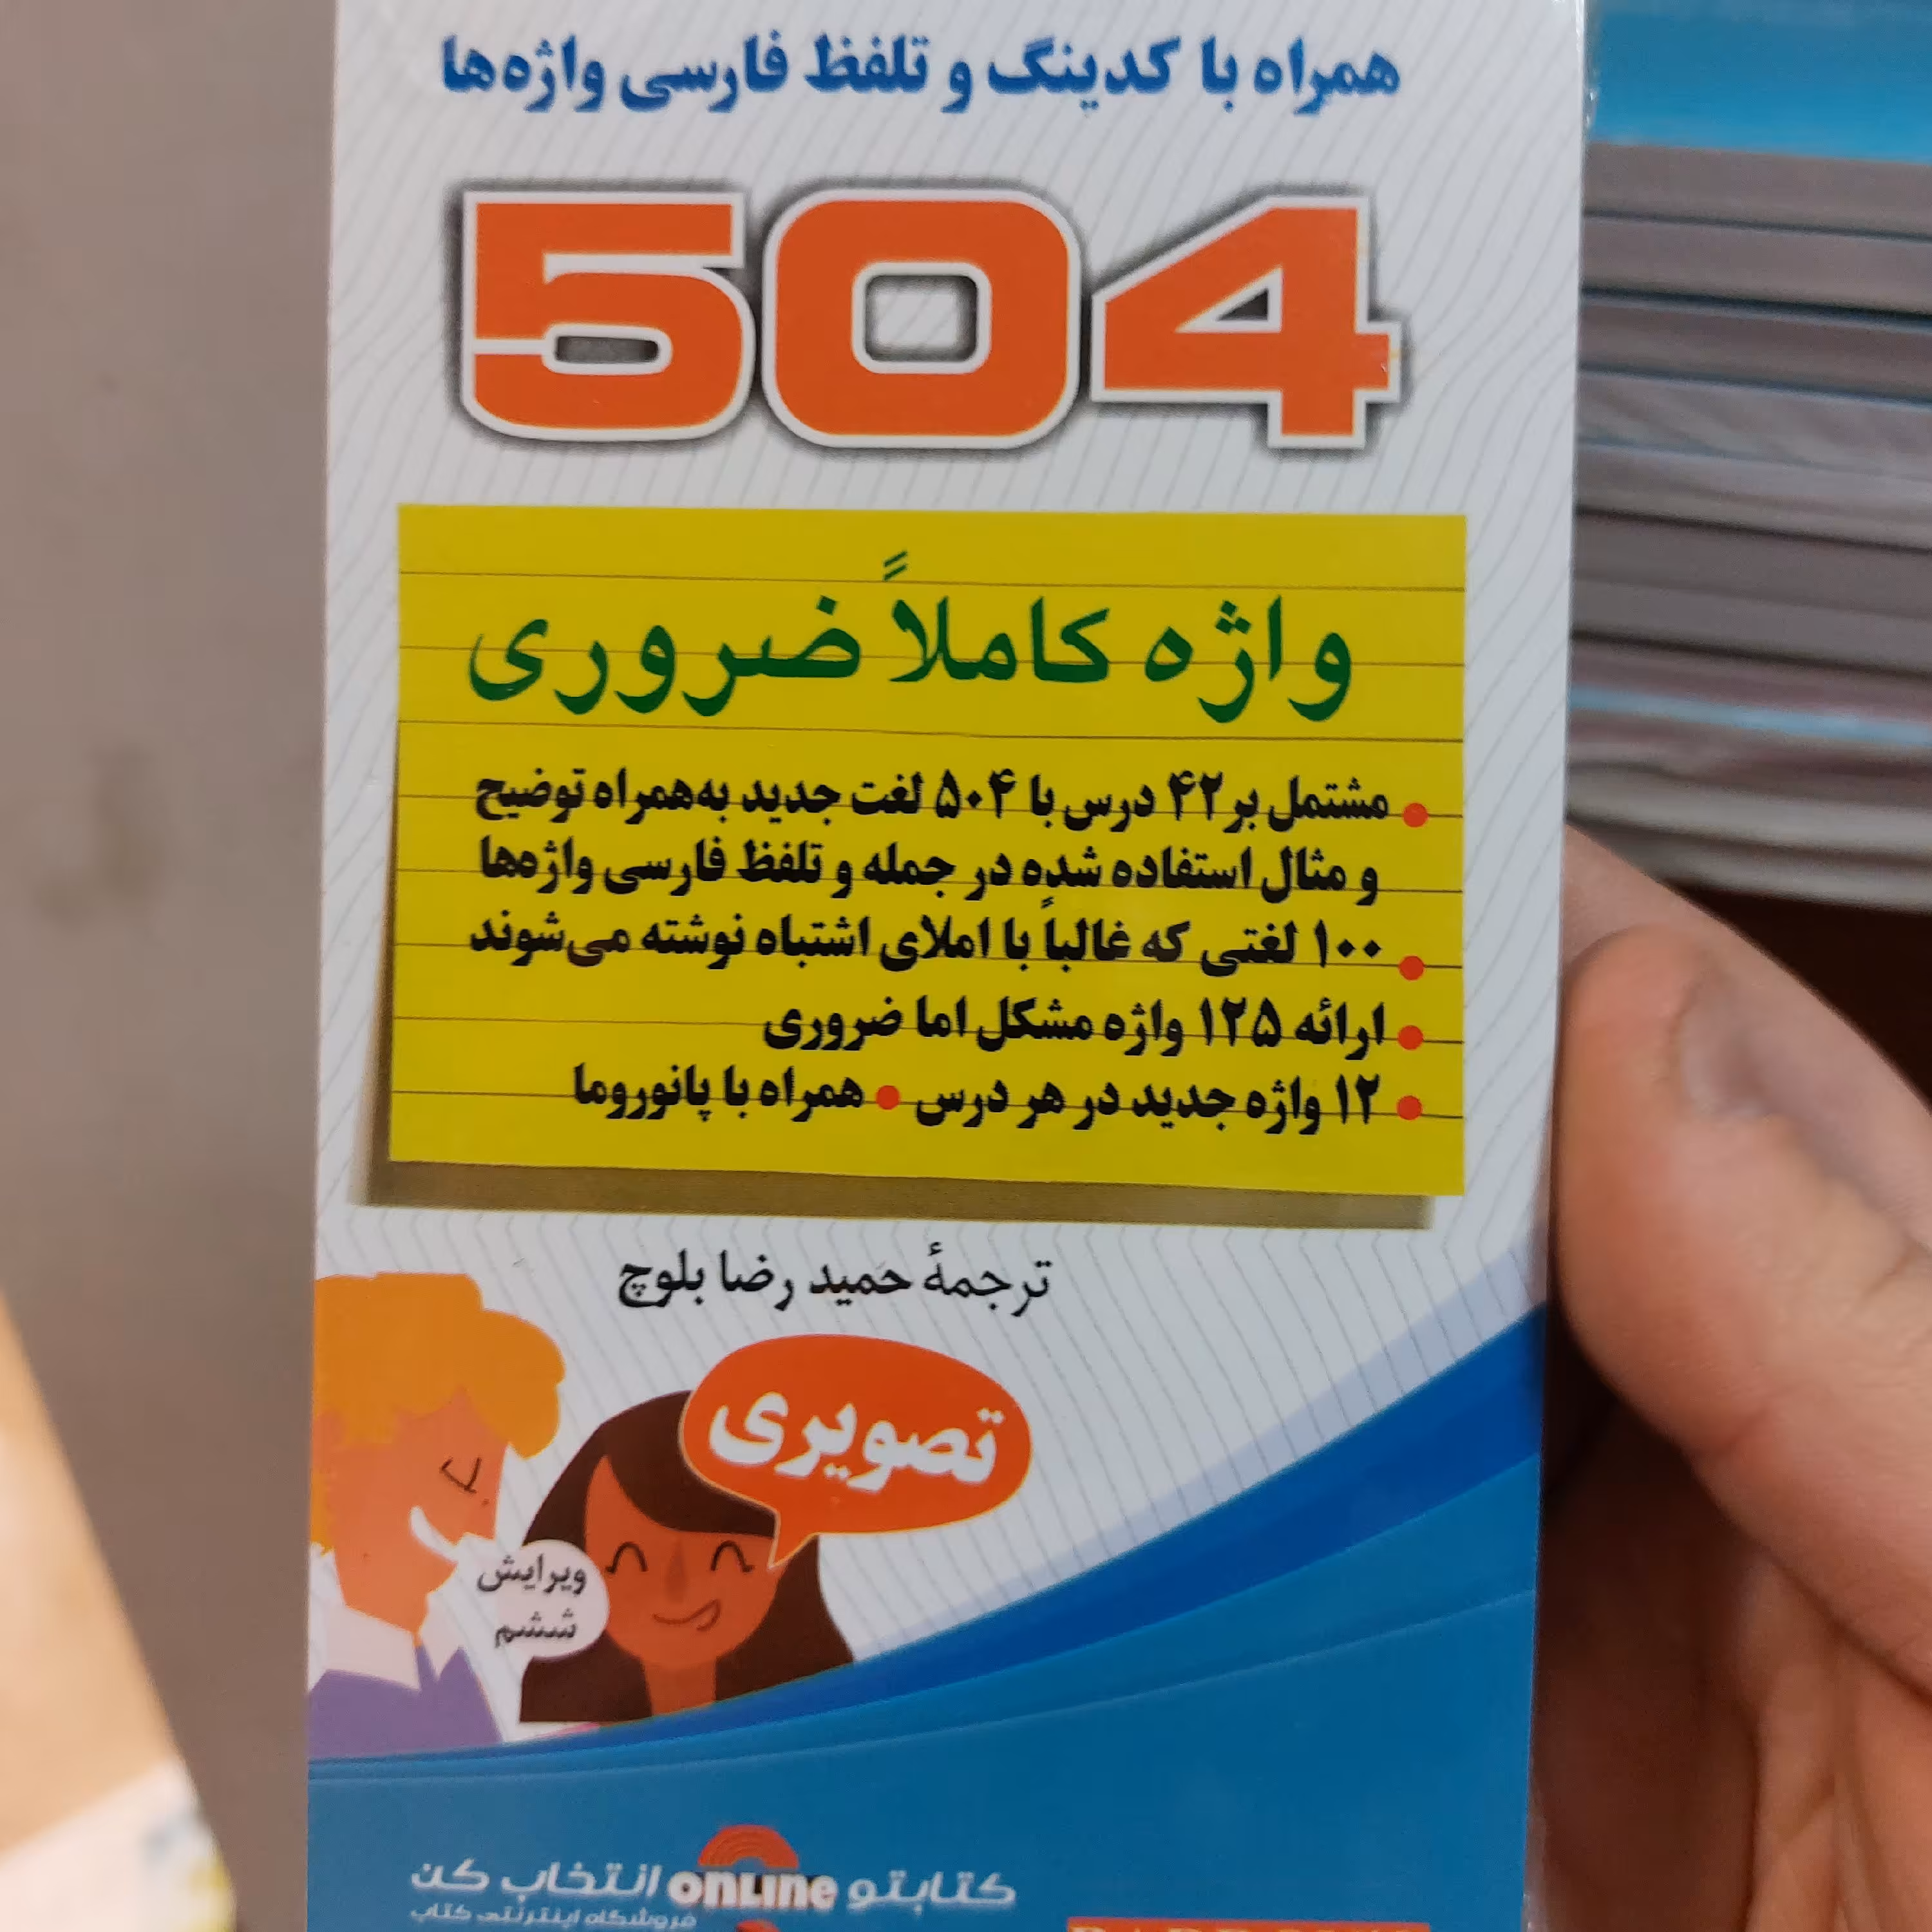 همراه با کدینگ و تلفظ فارسی واژه‌ها
504
واژه کاملاً ضروری
• مشتمل بر ۴۲ درس با ۵۰۴ لغت جدید به‌همراه توضیح
و مثال استفاده شده در جمله و تلفظ فارسی واژه‌ها
• ۱۰۰ لغتی که غالباً با املای اشتباه نوشته می‌شوند
• ارائه ۱۲۵ واژه مشکل اما ضروری
• ۱۲ واژه جدید در هر درس • همراه با پانوروما
ترجمهٔ حمید رضا بلوچ
تصویری
ویرایش
ششم
کتابتو ONLINE انتخاب کن
فروشگاه اینترنتی کتاب